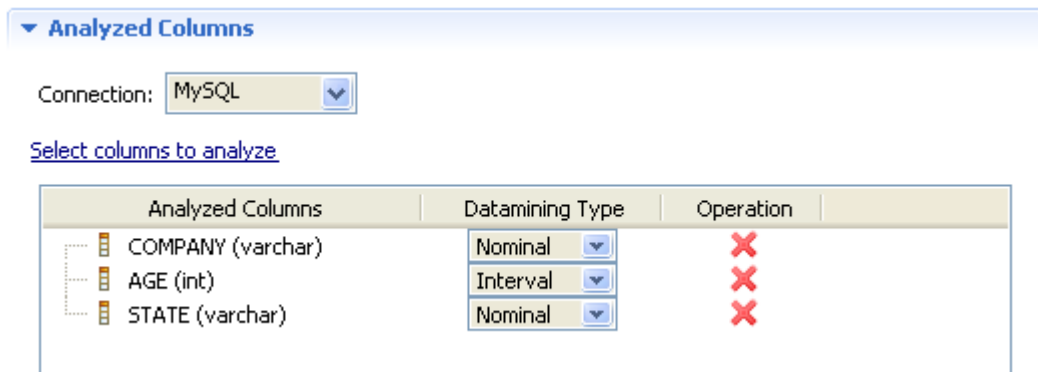 Analyzed Columns
Connection: MySQL
Select columns to analyze
Analyzed Columns Datamining Type Operation
COMPANY (varchar) Nominal
AGE (int) Interval
STATE (varchar) Nominal